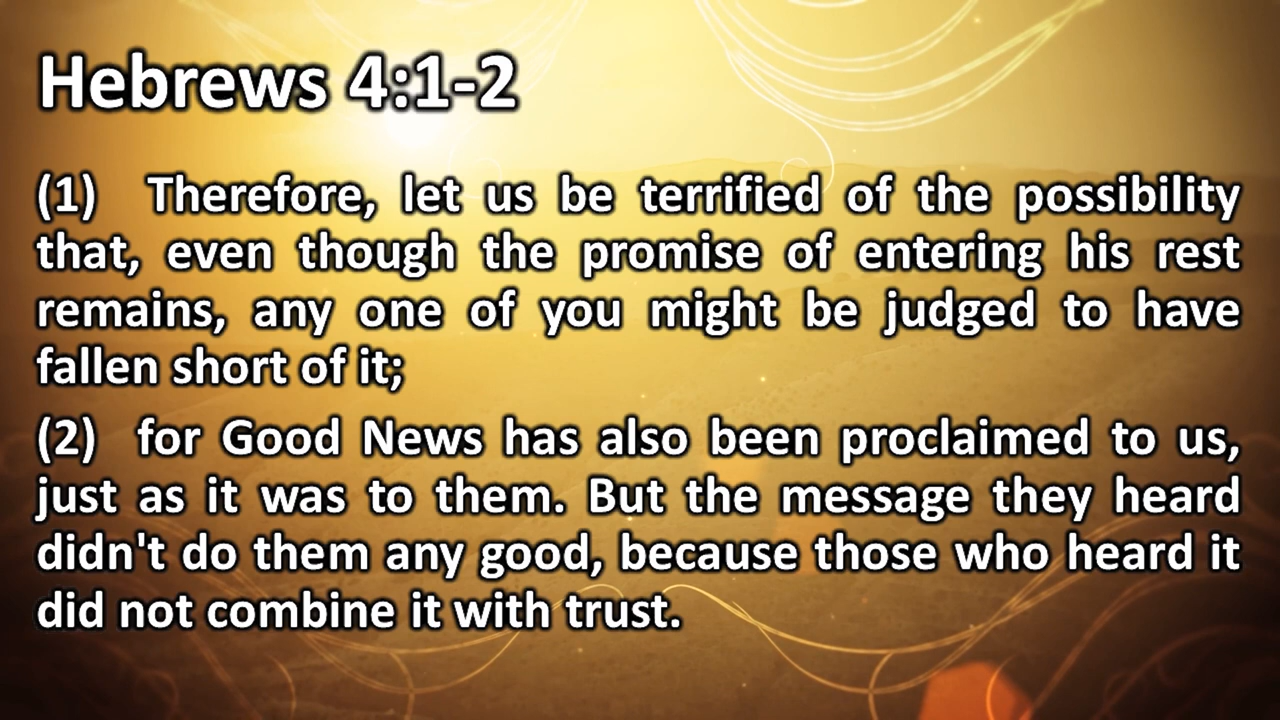 Hebrews 4:1-2
(1) Therefore, let us be terrified of the possibility
that, even though the promise of entering his rest
remains, any one of you might be judged to have
fallen short of it;
(2) for Good News has also been proclaimed to us,
just as it was to them. But the message they heard
didn't do them any good, because those who heard it
did not combine it with trust.